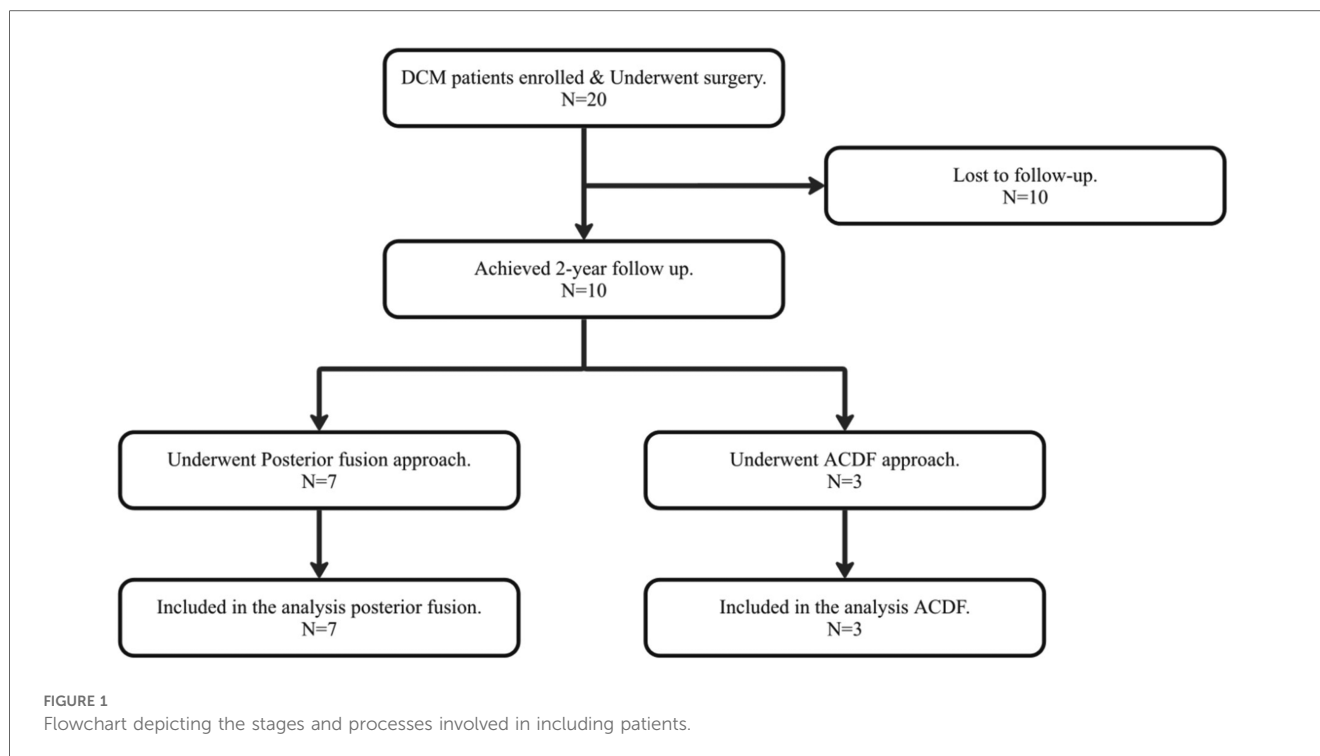 DCM patients enrolled & Underwent surgery.
N=20
Lost to follow-up.
N=10
Achieved 2-year follow up.
N=10
Underwent Posterior fusion approach.
N=7
Underwent ACDF approach.
N=3
Included in the analysis posterior fusion.
N=7
Included in the analysis ACDF.
N=3
FIGURE 1
Flowchart depicting the stages and processes involved in including patients.